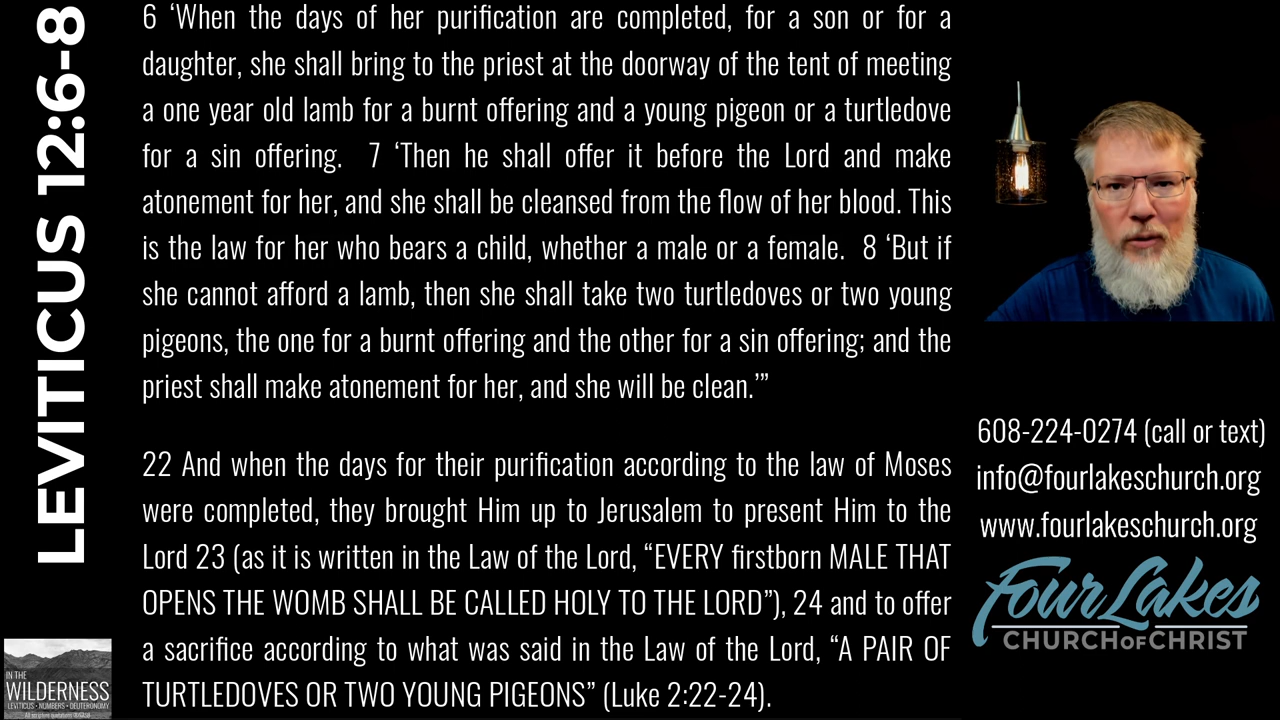 LEVITICUS 12:6-8
6 ‘When the days of her purification are completed, for a son or for a
daughter, she shall bring to the priest at the doorway of the tent of meeting
a one year old lamb for a burnt offering and a young pigeon or a turtledove
for a sin offering. 7 ‘Then he shall offer it before the Lord and make
atonement for her, and she shall be cleansed from the flow of her blood. This
is the law for her who bears a child, whether a male or a female. 8 ‘But if
she cannot afford a lamb, then she shall take two turtledoves or two young
pigeons, the one for a burnt offering and the other for a sin offering; and the
priest shall make atonement for her, and she will be clean.’”
22 And when the days for their purification according to the law of Moses
were completed, they brought Him up to Jerusalem to present Him to the
Lord 23 (as it is written in the Law of the Lord, “EVERY firstborn MALE THAT
OPENS THE WOMB SHALL BE CALLED HOLY TO THE LORD”), 24 and to offer
a sacrifice according to what was said in the Law of the Lord, “A PAIR OF
TURTLEDOVES OR TWO YOUNG PIGEONS” (Luke 2:22-24).
608-224-0274 (call or text)
info@fourlakeschurch.org
www.fourlakeschurch.org
Four Lakes
CHURCH OF CHRIST
IN THE
WILDERNESS
LEVITICUS • NUMBERS • DEUTERONOMY